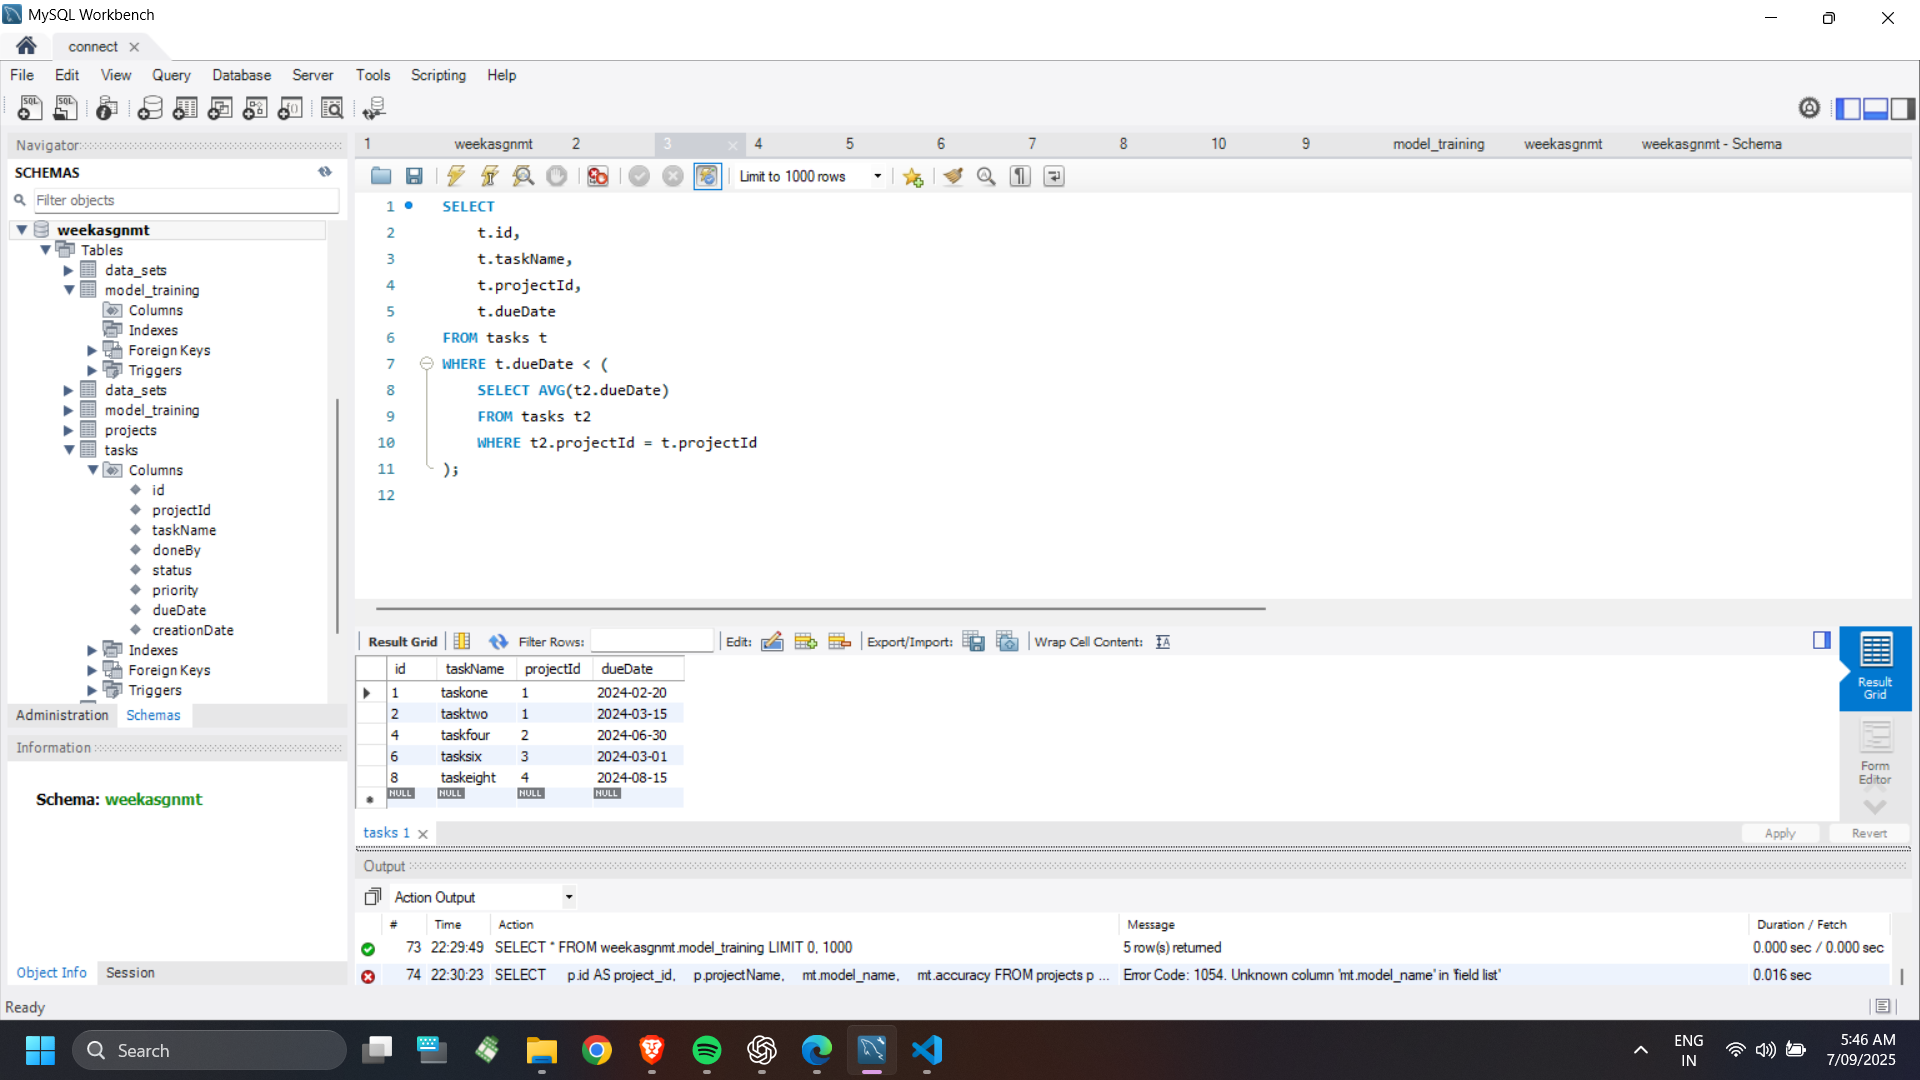 MySQL Workbench
connect
File Edit View Query Database Server Tools Scripting Help
Navigator
SCHEMAS
Filter objects
weekasgnmt
Tables
data_sets
model_training
Columns
Indexes
Foreign Keys
Triggers
data_sets
model_training
projects
tasks
Columns
id
projectId
taskName
doneBy
status
priority
dueDate
creationDate
Indexes
Foreign Keys
Triggers
Administration Schemas
Information
Schema: weekasgnmt
Object Info Session
1 weekasgnmt 2 3 4 5 6 7 8 10 9 model_training weekasgnmt weekasgnmt - Schema
Limit to 1000 rows
1 SELECT
2 t.id,
3 t.taskName,
4 t.projectId,
5 t.dueDate
6 FROM tasks t
7 WHERE t.dueDate < (
8 SELECT AVG(t2.dueDate)
9 FROM tasks t2
10 WHERE t2.projectId = t.projectId
11 );
12
Result Grid Filter Rows: Edit: Export/Import: Wrap Cell Content:
id taskName projectId dueDate
1 taskone 1 2024-02-20
2 tasktwo 1 2024-03-15
4 taskfour 2 2024-06-30
6 tasksix 3 2024-03-01
8 taskeight 4 2024-08-15
NULL NULL NULL NULL
Result
Grid
Form
Editor
tasks 1
Apply Revert
Output
Action Output
# Time Action Message Duration / Fetch
73 22:29:49 SELECT * FROM weekasgnmt.model_training LIMIT 0, 1000 5 row(s) returned 0.000 sec / 0.000 sec
74 22:30:23 SELECT p.id AS project_id, p.projectName, mt.model_name, mt.accuracy FROM projects p ... Error Code: 1054. Unknown column 'mt.model_name' in 'field list' 0.016 sec
Ready
Search
ENG
IN
5:46 AM
7/09/2025